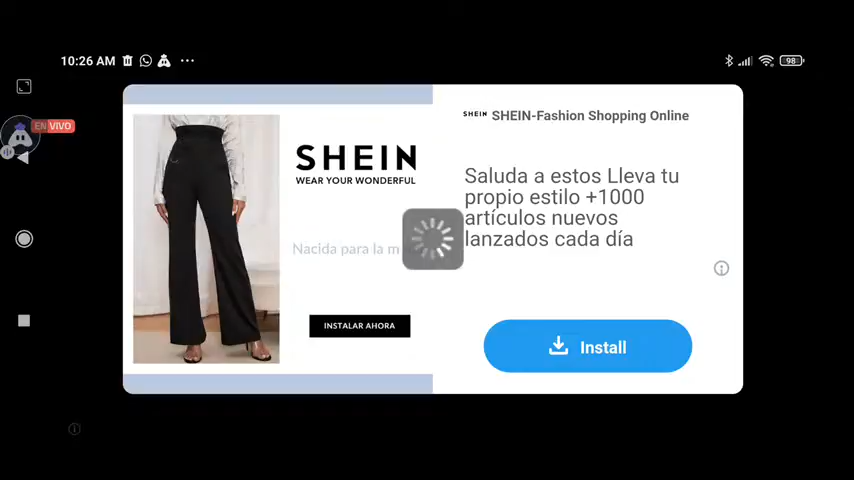 10:26 AM
98
EN VIVO
SHEIN SHEIN-Fashion Shopping Online
SHEIN
WEAR YOUR WONDERFUL
Saluda a estos Lleva tu
propio estilo +1000
artículos nuevos
lanzados cada día
Nacida para la m
INSTALAR AHORA
Install